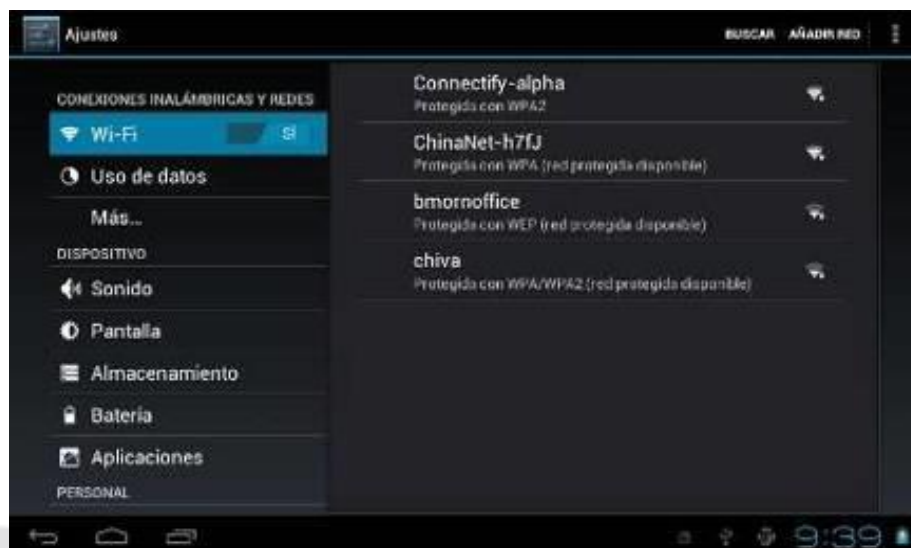 Ajustes
BUSCAR AÑADIR RED
CONEXIONES INALÁMBRICAS Y REDES
Wi-Fi SÍ
Uso de datos
Más...
DISPOSITIVO
Sonido
Pantalla
Almacenamiento
Batería
Aplicaciones
PERSONAL
Connectify-alpha
Protegida con WPA2
ChinaNet-h7fJ
Protegida con WPA (red protegida disponible)
bmornoffice
Protegida con WEP (red protegida disponible)
chiva
Protegida con WPA/WPA2 (red protegida disponible)
9:39